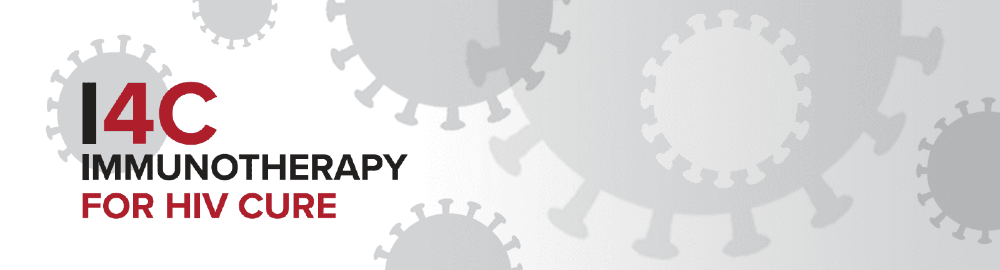 I4C
IMMUNOTHERAPY
FOR HIV CURE